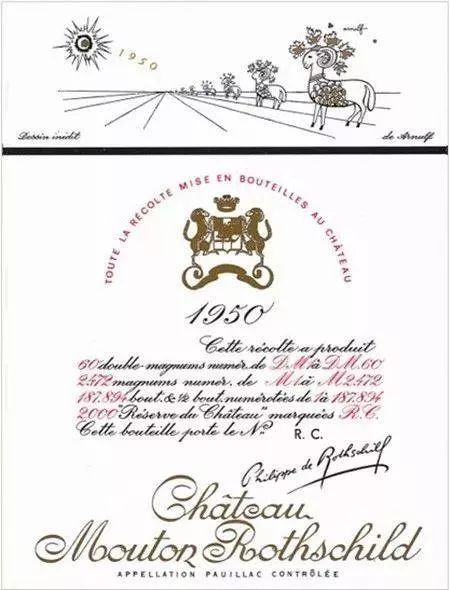 arnulf
1950
Dessin inédit
de Arnulf
TOUTE LA RÉCOLTE MISE EN BOUTEILLES AU CHÂTEAU
1950
Cette récolte a produit
60 double-magnums numér. de D.M.1 à D.M.60
2.472 magnums numér. de M.1 à M.2.472
187.894 bout. & ½ bout. numérotées de 1 à 187.894
2.000 "Réserve du Château" marquées R.C.
Cette bouteille porte le No. R. C.
Philippe de Rothschild
Château
Mouton Rothschild
APPELLATION PAUILLAC CONTRÔLÉE